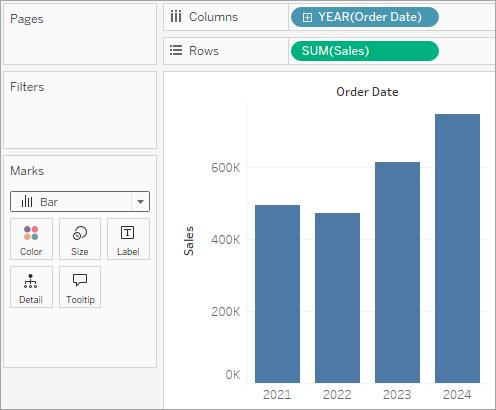 Pages
Columns
YEAR(Order Date)
Rows
SUM(Sales)
Filters
Marks
Bar
Color
Size
Label
Detail
Tooltip
Order Date
Sales
600K
400K
200K
0K
2021 2022 2023 2024